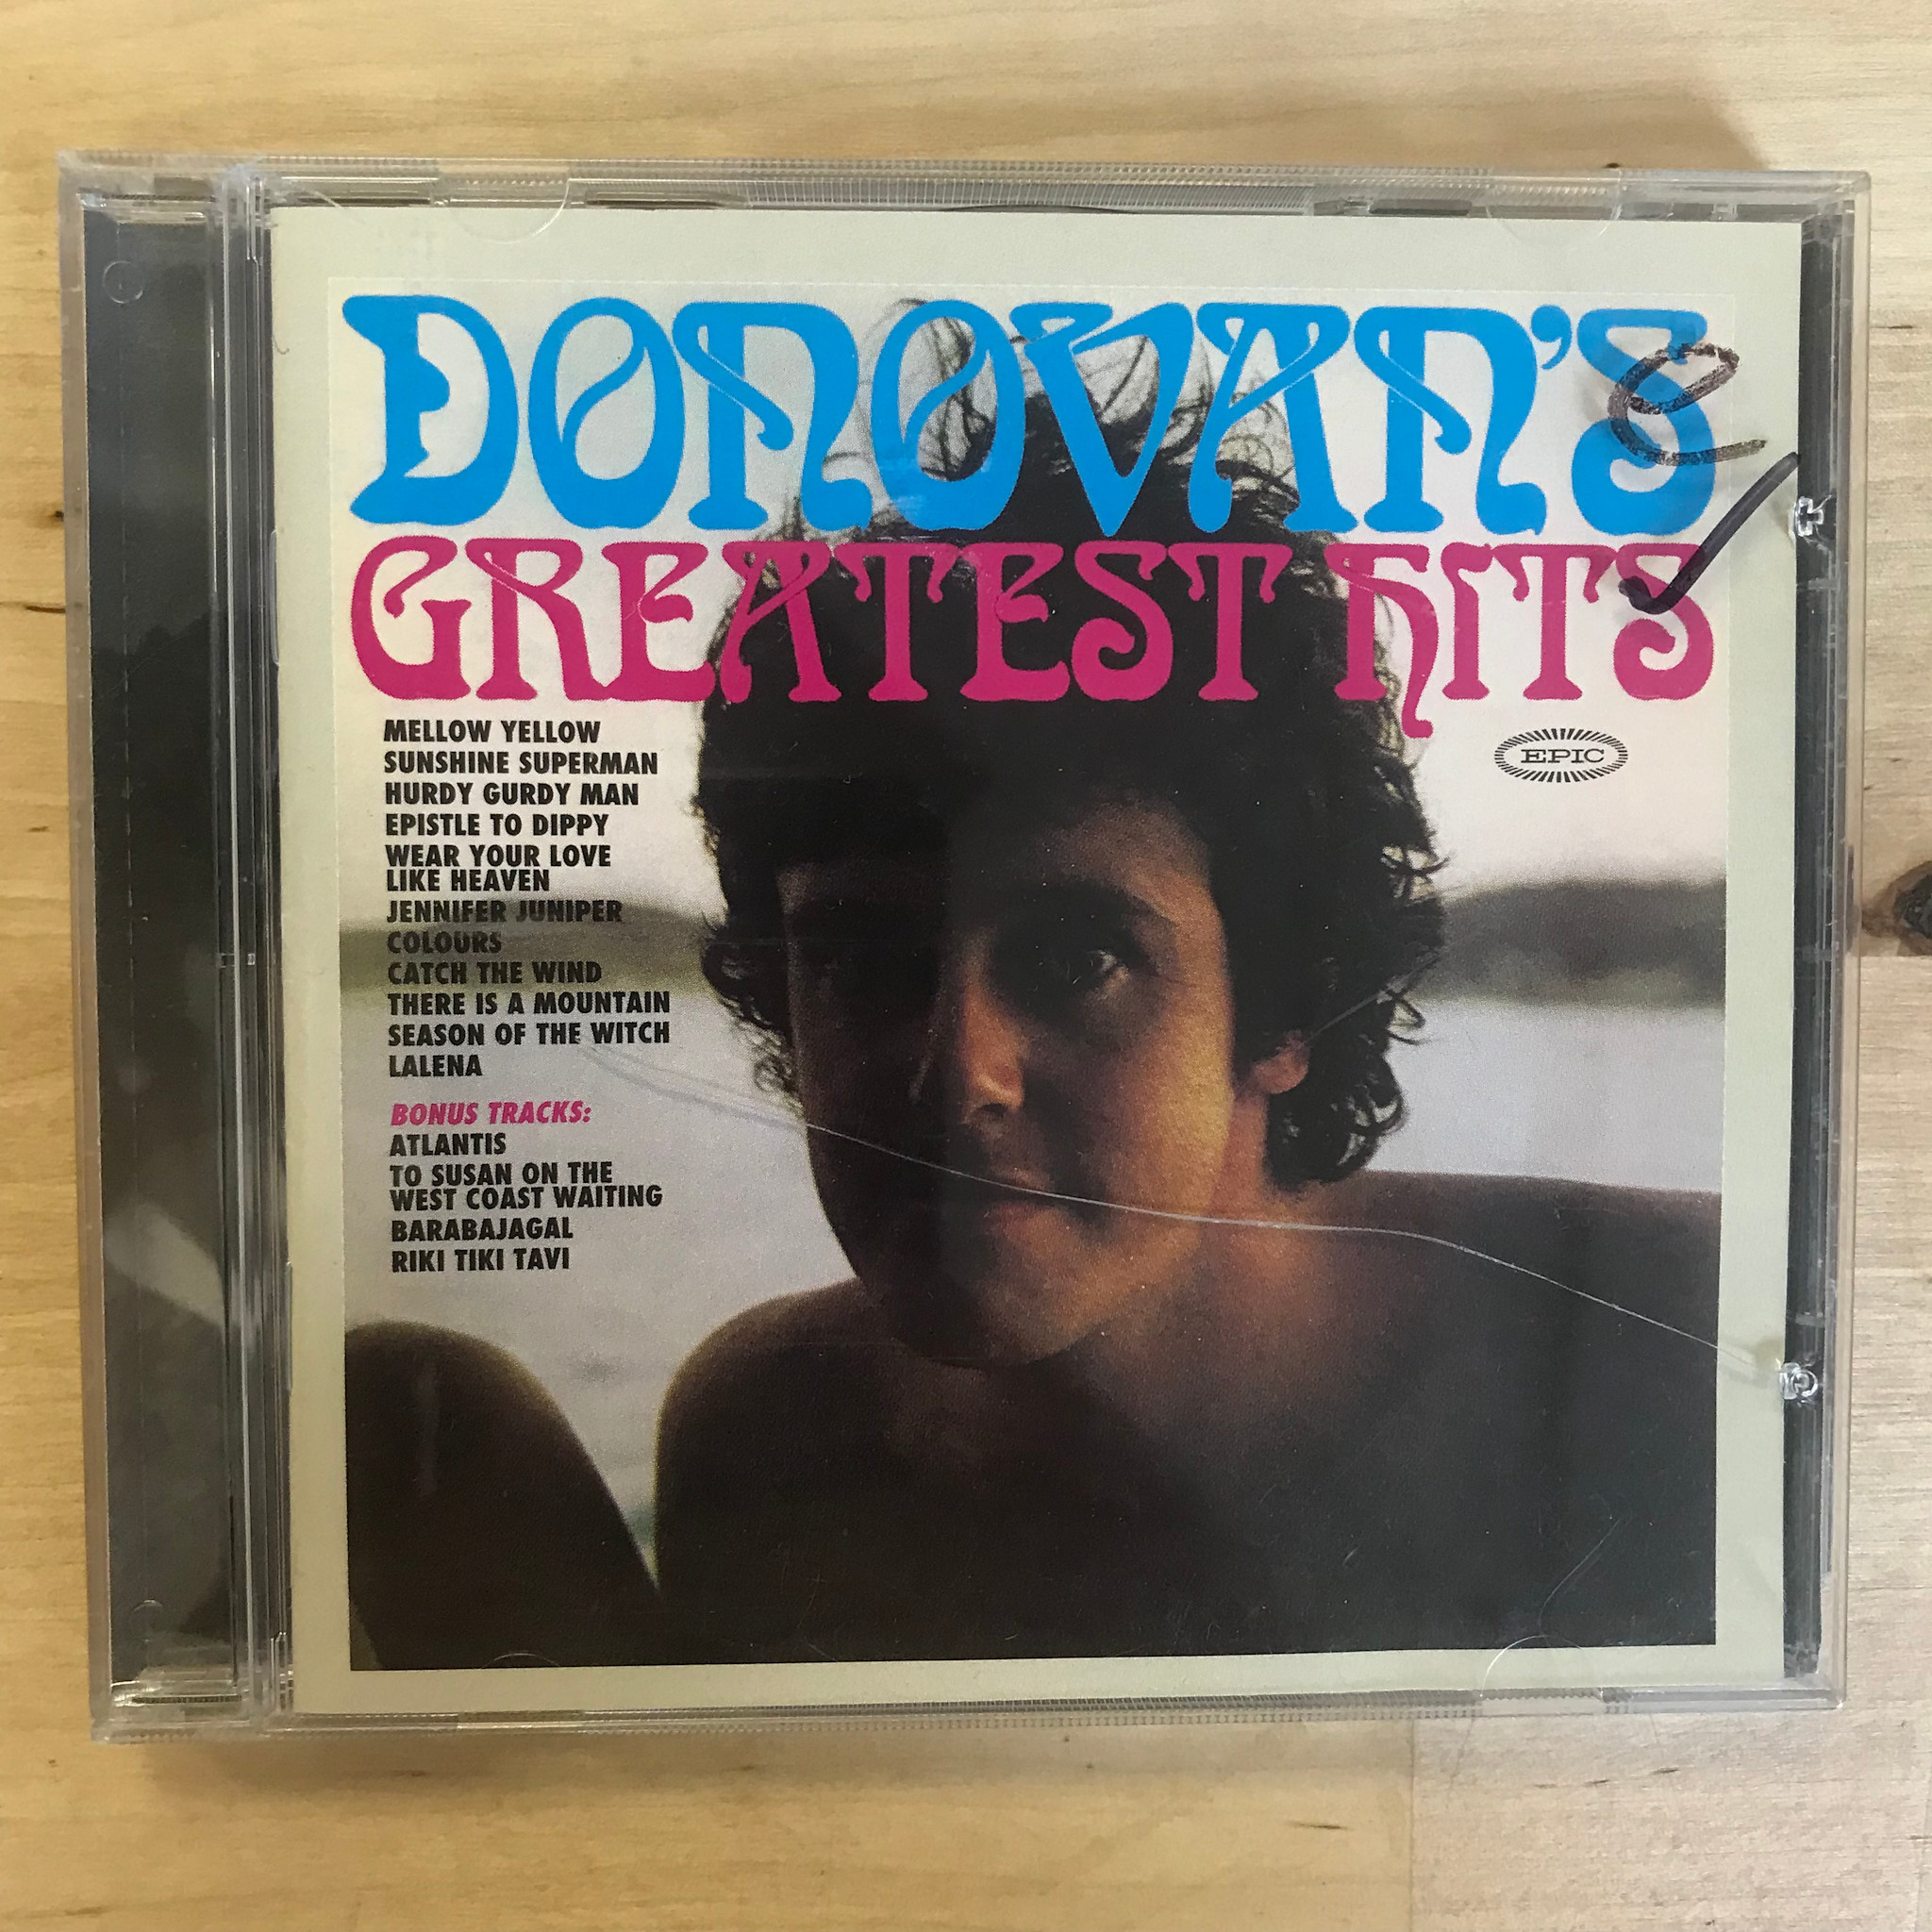 DONOVAN'S
GREATEST HITS
EPIC
MELLOW YELLOW
SUNSHINE SUPERMAN
HURDY GURDY MAN
EPISTLE TO DIPPY
WEAR YOUR LOVE
LIKE HEAVEN
JENNIFER JUNIPER
COLOURS
CATCH THE WIND
THERE IS A MOUNTAIN
SEASON OF THE WITCH
LALENA
BONUS TRACKS:
ATLANTIS
TO SUSAN ON THE
WEST COAST WAITING
BARABAJAGAL
RIKI TIKI TAVI